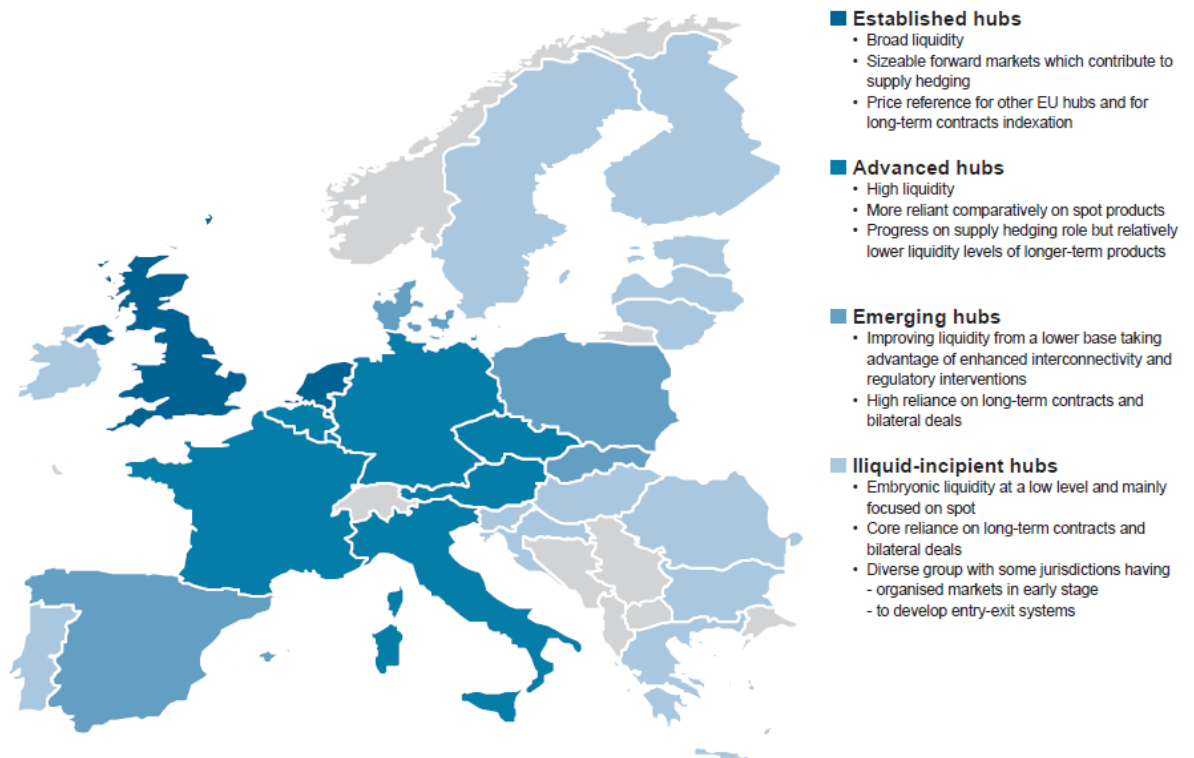 Established hubs
• Broad liquidity
• Sizeable forward markets which contribute to
supply hedging
• Price reference for other EU hubs and for
long-term contracts indexation
Advanced hubs
• High liquidity
• More reliant comparatively on spot products
• Progress on supply hedging role but relatively
lower liquidity levels of longer-term products
Emerging hubs
• Improving liquidity from a lower base taking
advantage of enhanced interconnectivity and
regulatory interventions
• High reliance on long-term contracts and
bilateral deals
Iliquid-incipient hubs
• Embryonic liquidity at a low level and mainly
focused on spot
• Core reliance on long-term contracts and
bilateral deals
• Diverse group with some jurisdictions having
- organised markets in early stage
- to develop entry-exit systems